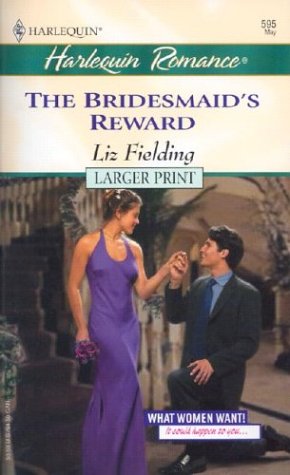 HARLEQUIN®
595
May
Harlequin Romance®
THE BRIDESMAID'S
REWARD
Liz Fielding
LARGER PRINT
WHAT WOMEN WANT!
It could happen to you...